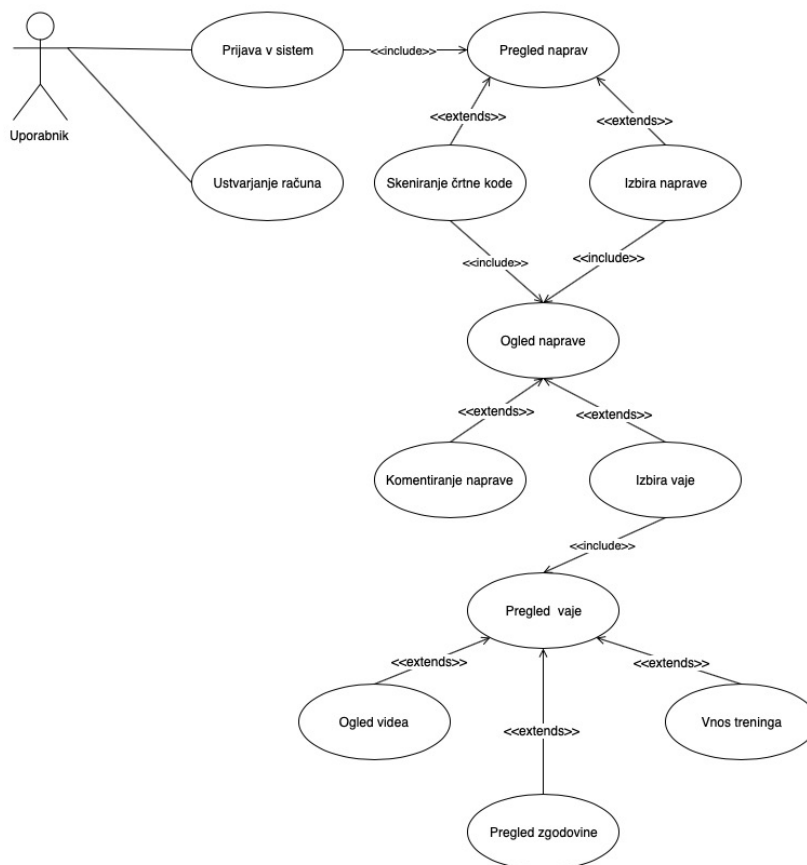 Prijava v sistem
<<include>>
Pregled naprav
Uporabnik
<<extends>>
<<extends>>
Ustvarjanje računa
Skeniranje črtne kode
Izbira naprave
<<include>>
<<include>>
Ogled naprave
<<extends>>
<<extends>>
Komentiranje naprave
Izbira vaje
<<include>>
Pregled vaje
<<extends>>
<<extends>>
Ogled videa
<<extends>>
Vnos treninga
Pregled zgodovine